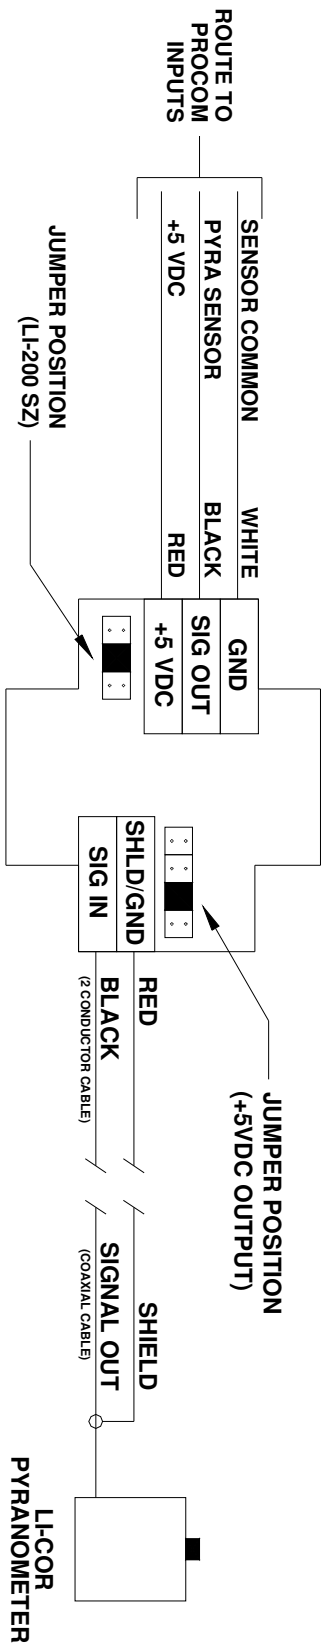 ROUTE TO
PROCOM
INPUTS
SENSOR COMMON
WHITE
PYRA SENSOR
BLACK
+5 VDC
RED
JUMPER POSITION
(LI-200 SZ)
GND
SIG OUT
+5 VDC
JUMPER POSITION
(+5VDC OUTPUT)
SHLD/GND
SIG IN
RED
BLACK
(2 CONDUCTOR CABLE)
SHIELD
SIGNAL OUT
(COAXIAL CABLE)
LI-COR
PYRANOMETER